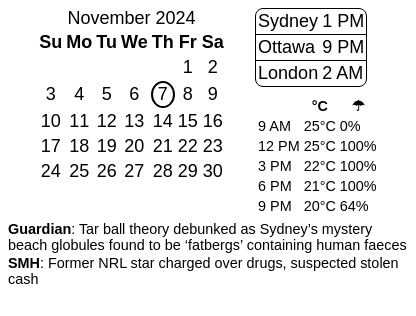 November 2024
Su Mo Tu We Th Fr Sa
1 2
3 4 5 6 7 8 9
10 11 12 13 14 15 16
17 18 19 20 21 22 23
24 25 26 27 28 29 30
Sydney 1 PM
Ottawa 9 PM
London 2 AM
°C ☂
9 AM 25°C 0%
12 PM 25°C 100%
3 PM 22°C 100%
6 PM 21°C 100%
9 PM 20°C 64%
Guardian: Tar ball theory debunked as Sydney’s mystery
beach globules found to be ‘fatbergs’ containing human faeces
SMH: Former NRL star charged over drugs, suspected stolen
cash